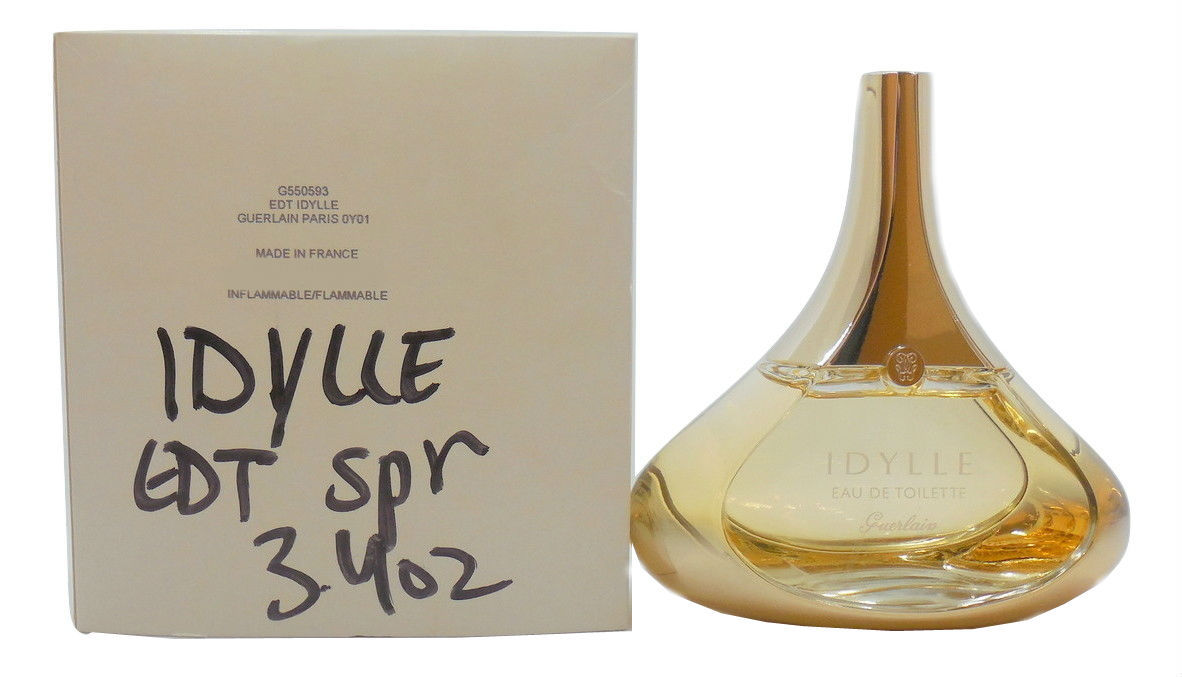 G550593
EDT IDYLLE
GUERLAIN PARIS 0Y01
MADE IN FRANCE
INFLAMMABLE/FLAMMABLE
IDYLLE
EDT spr
3.4oz
IDYLLE
EAU DE TOILETTE
Guerlain